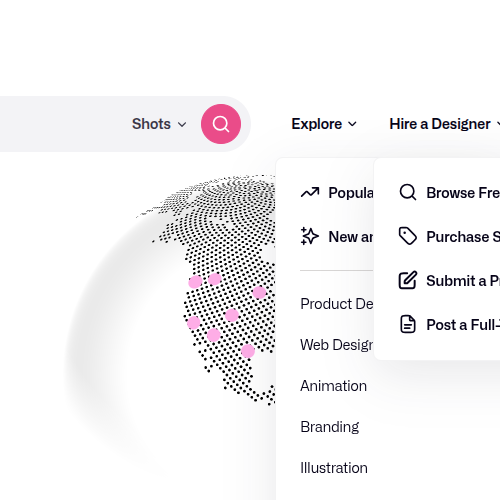 Shots
Explore
Hire a Designer
Popula
New ar
Product De
Web Design
Animation
Branding
Illustration
Browse Fre
Purchase S
Submit a P
Post a Full-